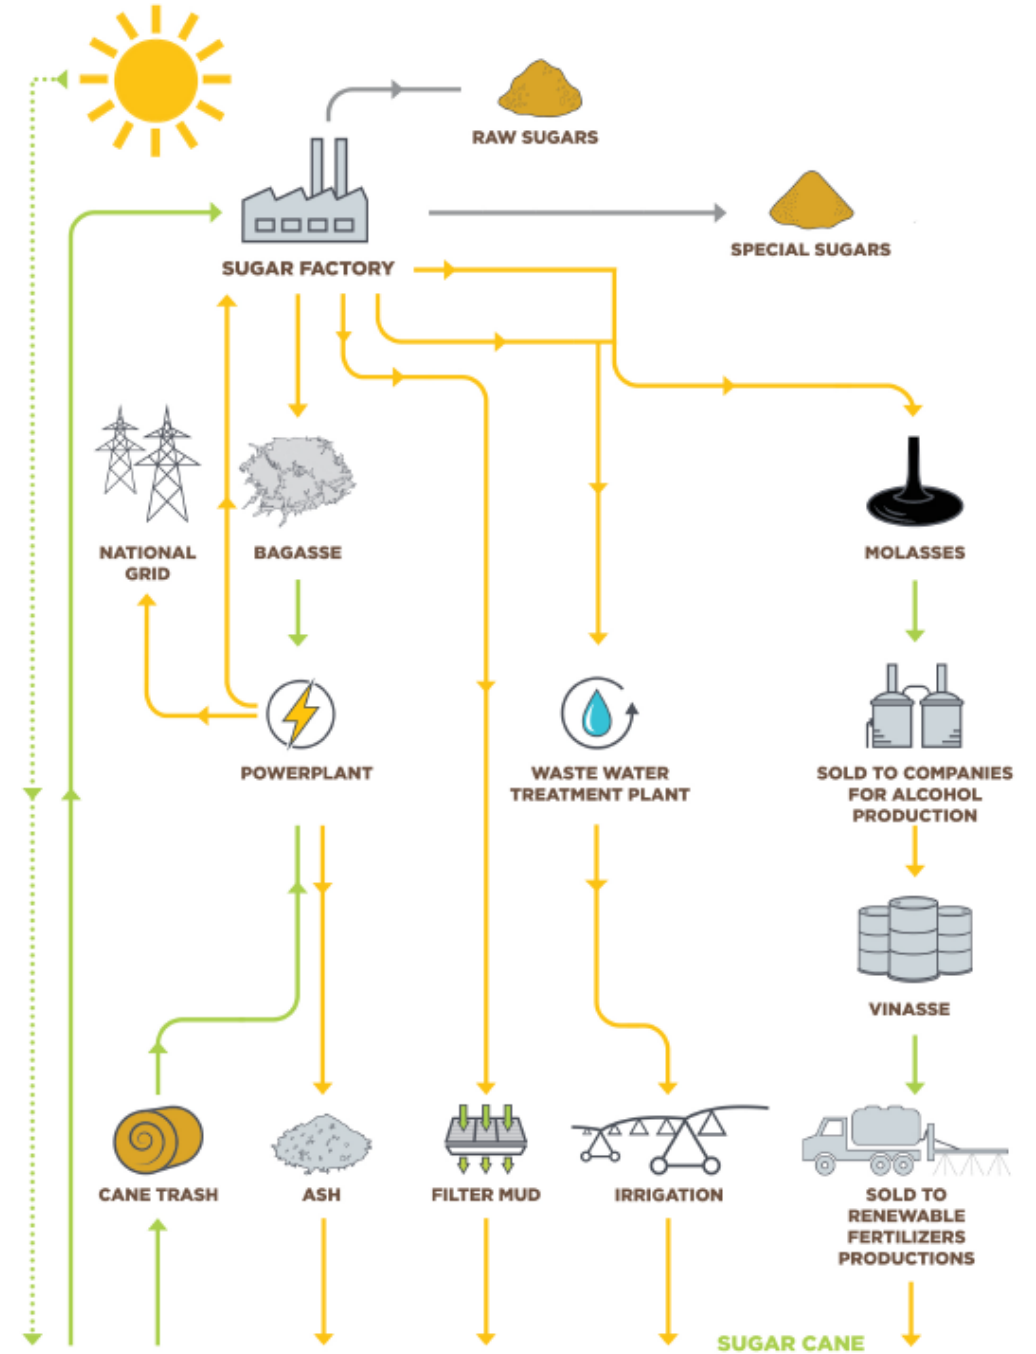 RAW SUGARS
SPECIAL SUGARS
SUGAR FACTORY
NATIONAL
GRID
BAGASSE
MOLASSES
POWERPLANT
WASTE WATER
TREATMENT PLANT
SOLD TO COMPANIES
FOR ALCOHOL
PRODUCTION
VINASSE
CANE TRASH
ASH
FILTER MUD
IRRIGATION
SOLD TO
RENEWABLE
FERTILIZERS
PRODUCTIONS
SUGAR CANE